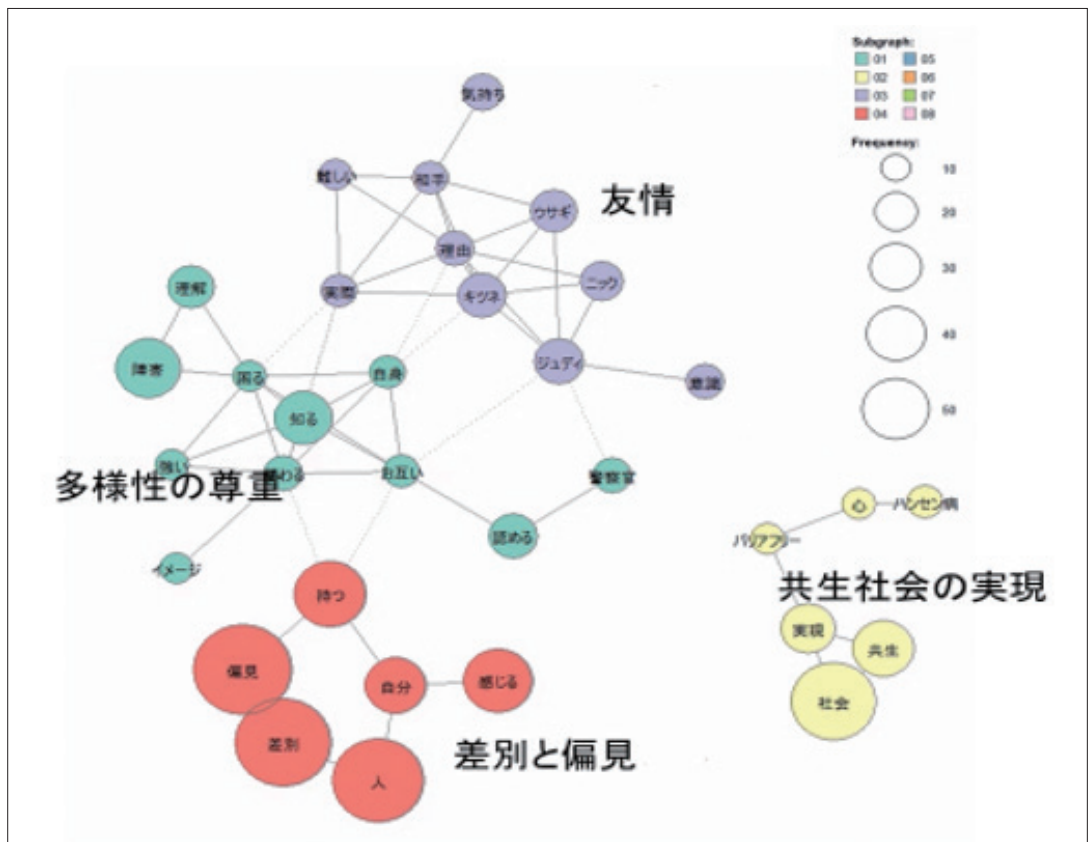 Subgraph:
01 05
02 06
03 07
04 08
Frequency:
10
20
30
40
50
気持ち
難しい
和平
ウサギ
友情
理由
ニック
実際
キツネ
理解
障害
困る
自身
ジュディ
意識
知る
強い
お互い
多様性の尊重
警察官
心
ハンセン病
認める
バリアフリー
イメージ
共生社会の実現
持つ
実現
共生
偏見
自分
感じる
社会
差別
差別と偏見
人